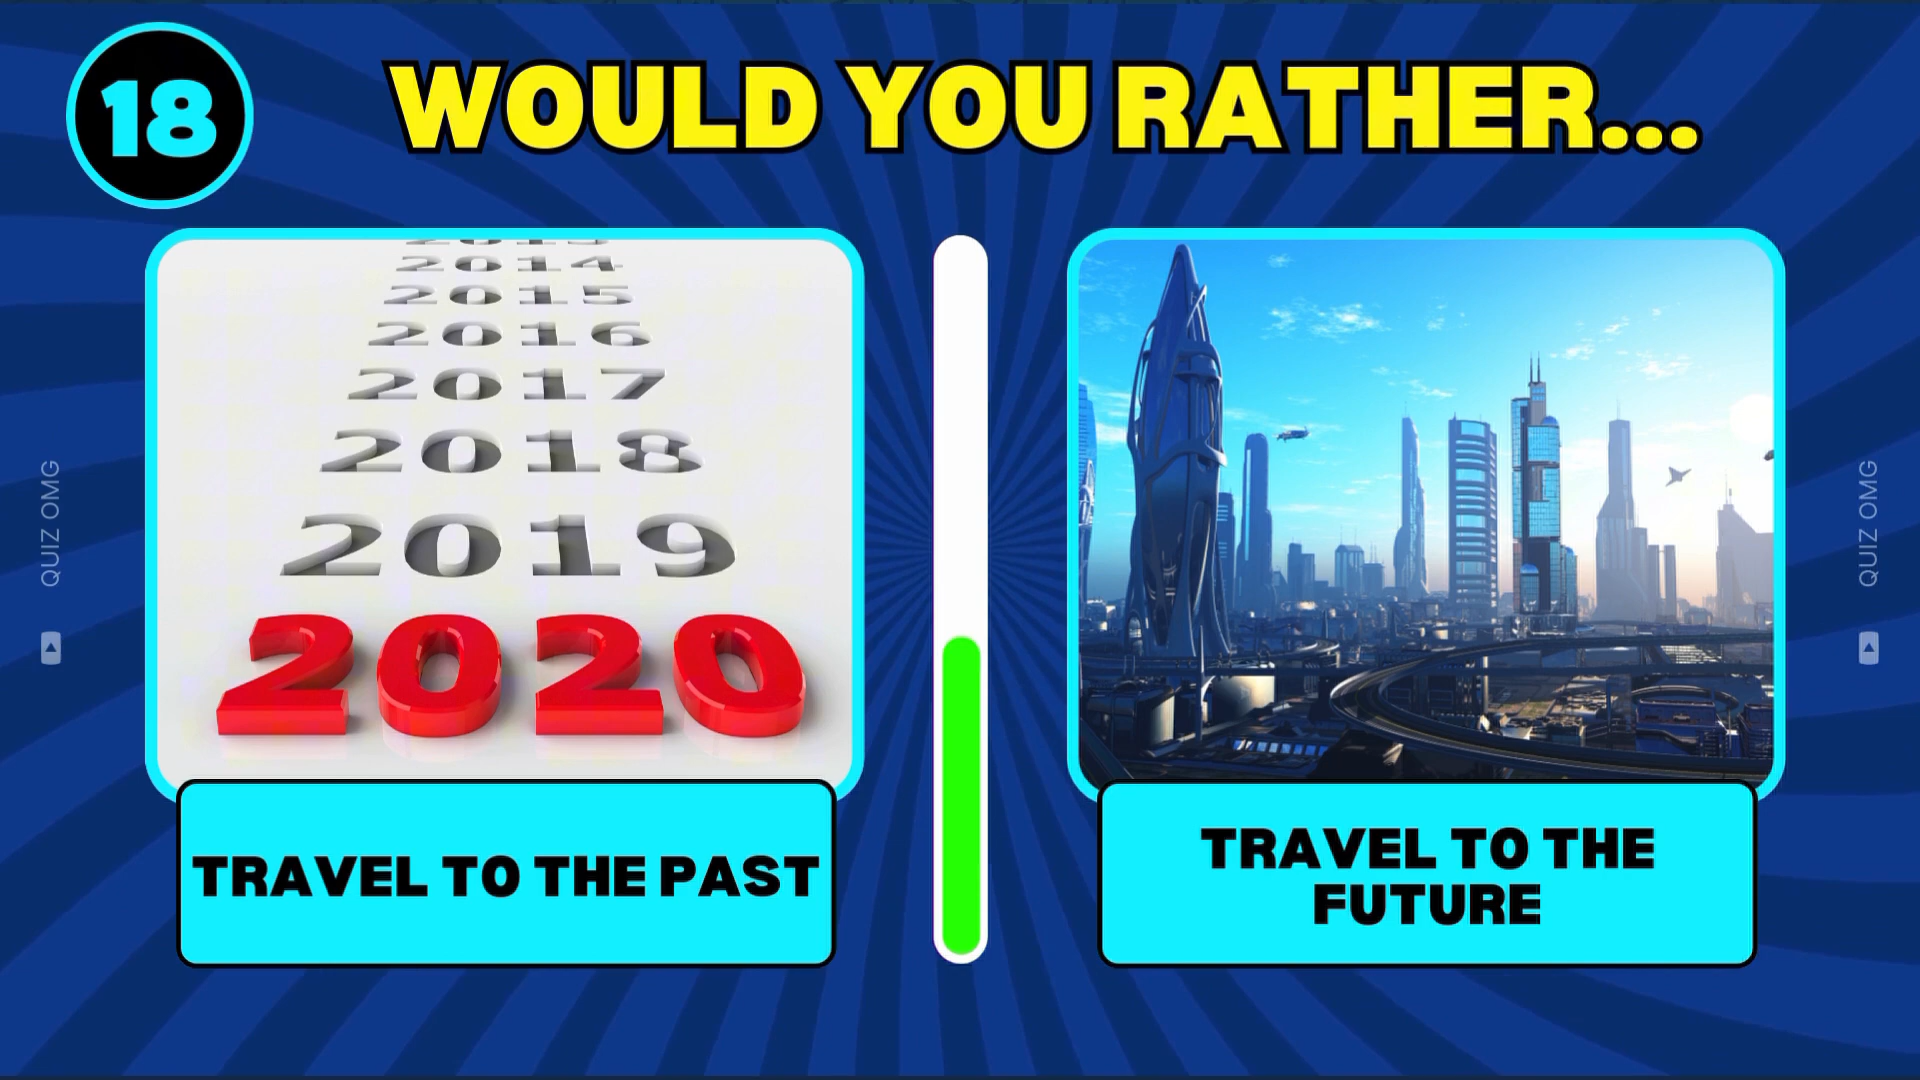 18
WOULD YOU RATHER...
2014
2015
2016
2017
2018
2019
2020
TRAVEL TO THE PAST
TRAVEL TO THE
FUTURE
QUIZ OMG
QUIZ OMG